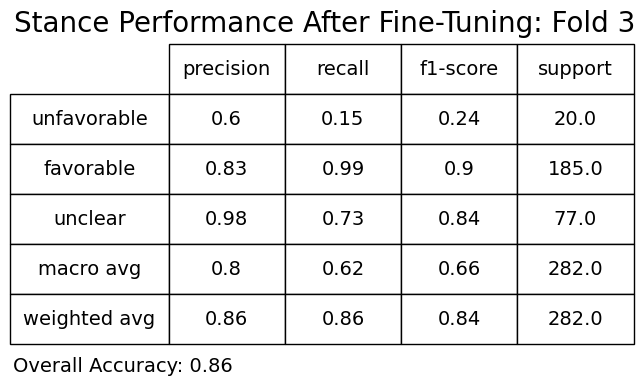 Stance Performance After Fine-Tuning: Fold 3
precision recall f1-score support
unfavorable 0.6 0.15 0.24 20.0
favorable 0.83 0.99 0.9 185.0
unclear 0.98 0.73 0.84 77.0
macro avg 0.8 0.62 0.66 282.0
weighted avg 0.86 0.86 0.84 282.0
Overall Accuracy: 0.86